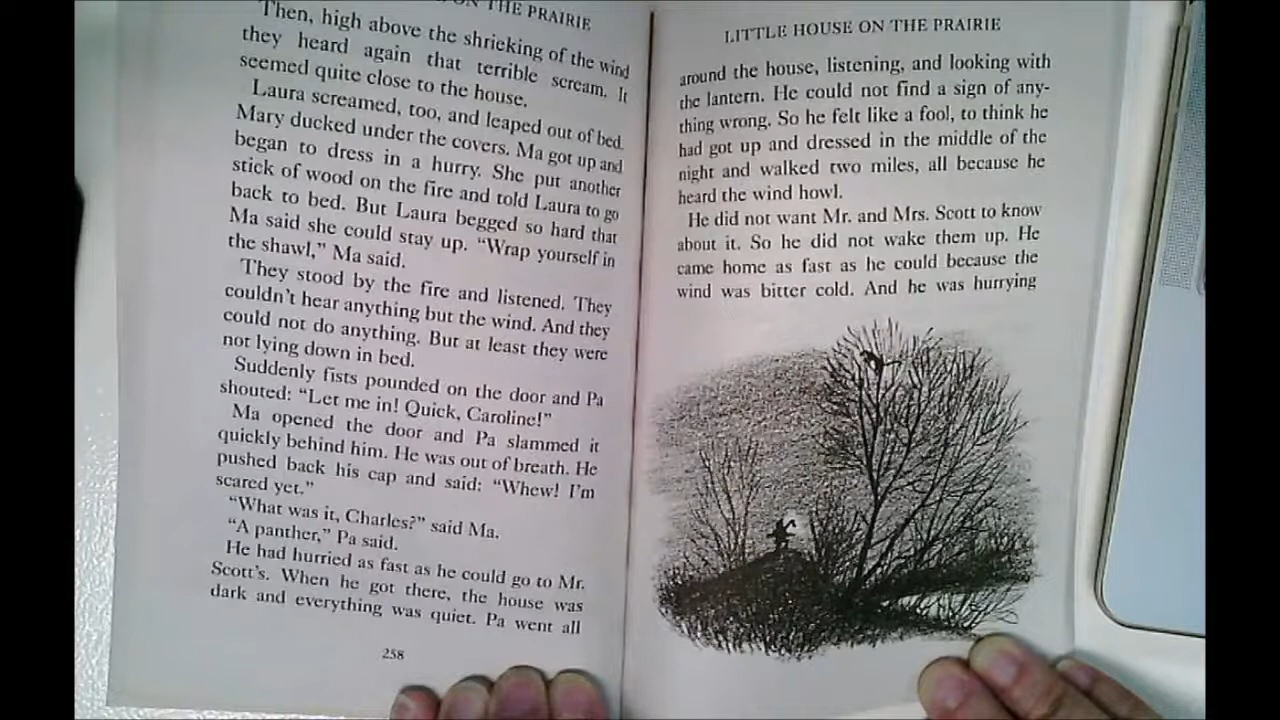 ON THE PRAIRIE
Then, high above the shrieking of the wind
they heard again that terrible scream. It
seemed quite close to the house.
Laura screamed, too, and leaped out of bed.
Mary ducked under the covers. Ma got up and
began to dress in a hurry. She put another
stick of wood on the fire and told Laura to go
back to bed. But Laura begged so hard that
Ma said she could stay up. “Wrap yourself in
the shawl,” Ma said.
They stood by the fire and listened. They
couldn’t hear anything but the wind. And they
could not do anything. But at least they were
not lying down in bed.
Suddenly fists pounded on the door and Pa
shouted: “Let me in! Quick, Caroline!”
Ma opened the door and Pa slammed it
quickly behind him. He was out of breath. He
pushed back his cap and said: “Whew! I’m
scared yet.”
“What was it, Charles?” said Ma.
“A panther,” Pa said.
He had hurried as fast as he could go to Mr.
Scott’s. When he got there, the house was
dark and everything was quiet. Pa went all
258
LITTLE HOUSE ON THE PRAIRIE
around the house, listening, and looking with
the lantern. He could not find a sign of any-
thing wrong. So he felt like a fool, to think he
had got up and dressed in the middle of the
night and walked two miles, all because he
heard the wind howl.
He did not want Mr. and Mrs. Scott to know
about it. So he did not wake them up. He
came home as fast as he could because the
wind was bitter cold. And he was hurrying